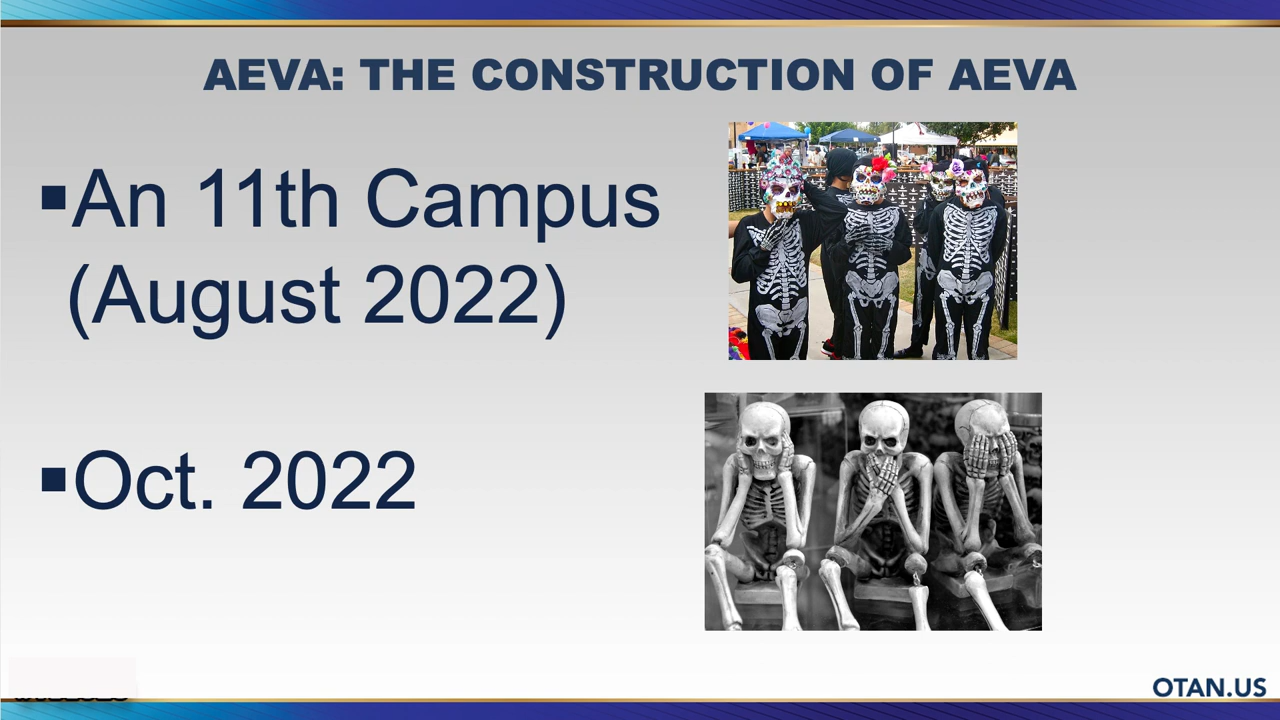 AEVA: THE CONSTRUCTION OF AEVA
▪An 11th Campus
(August 2022)
▪Oct. 2022
OTAN.US